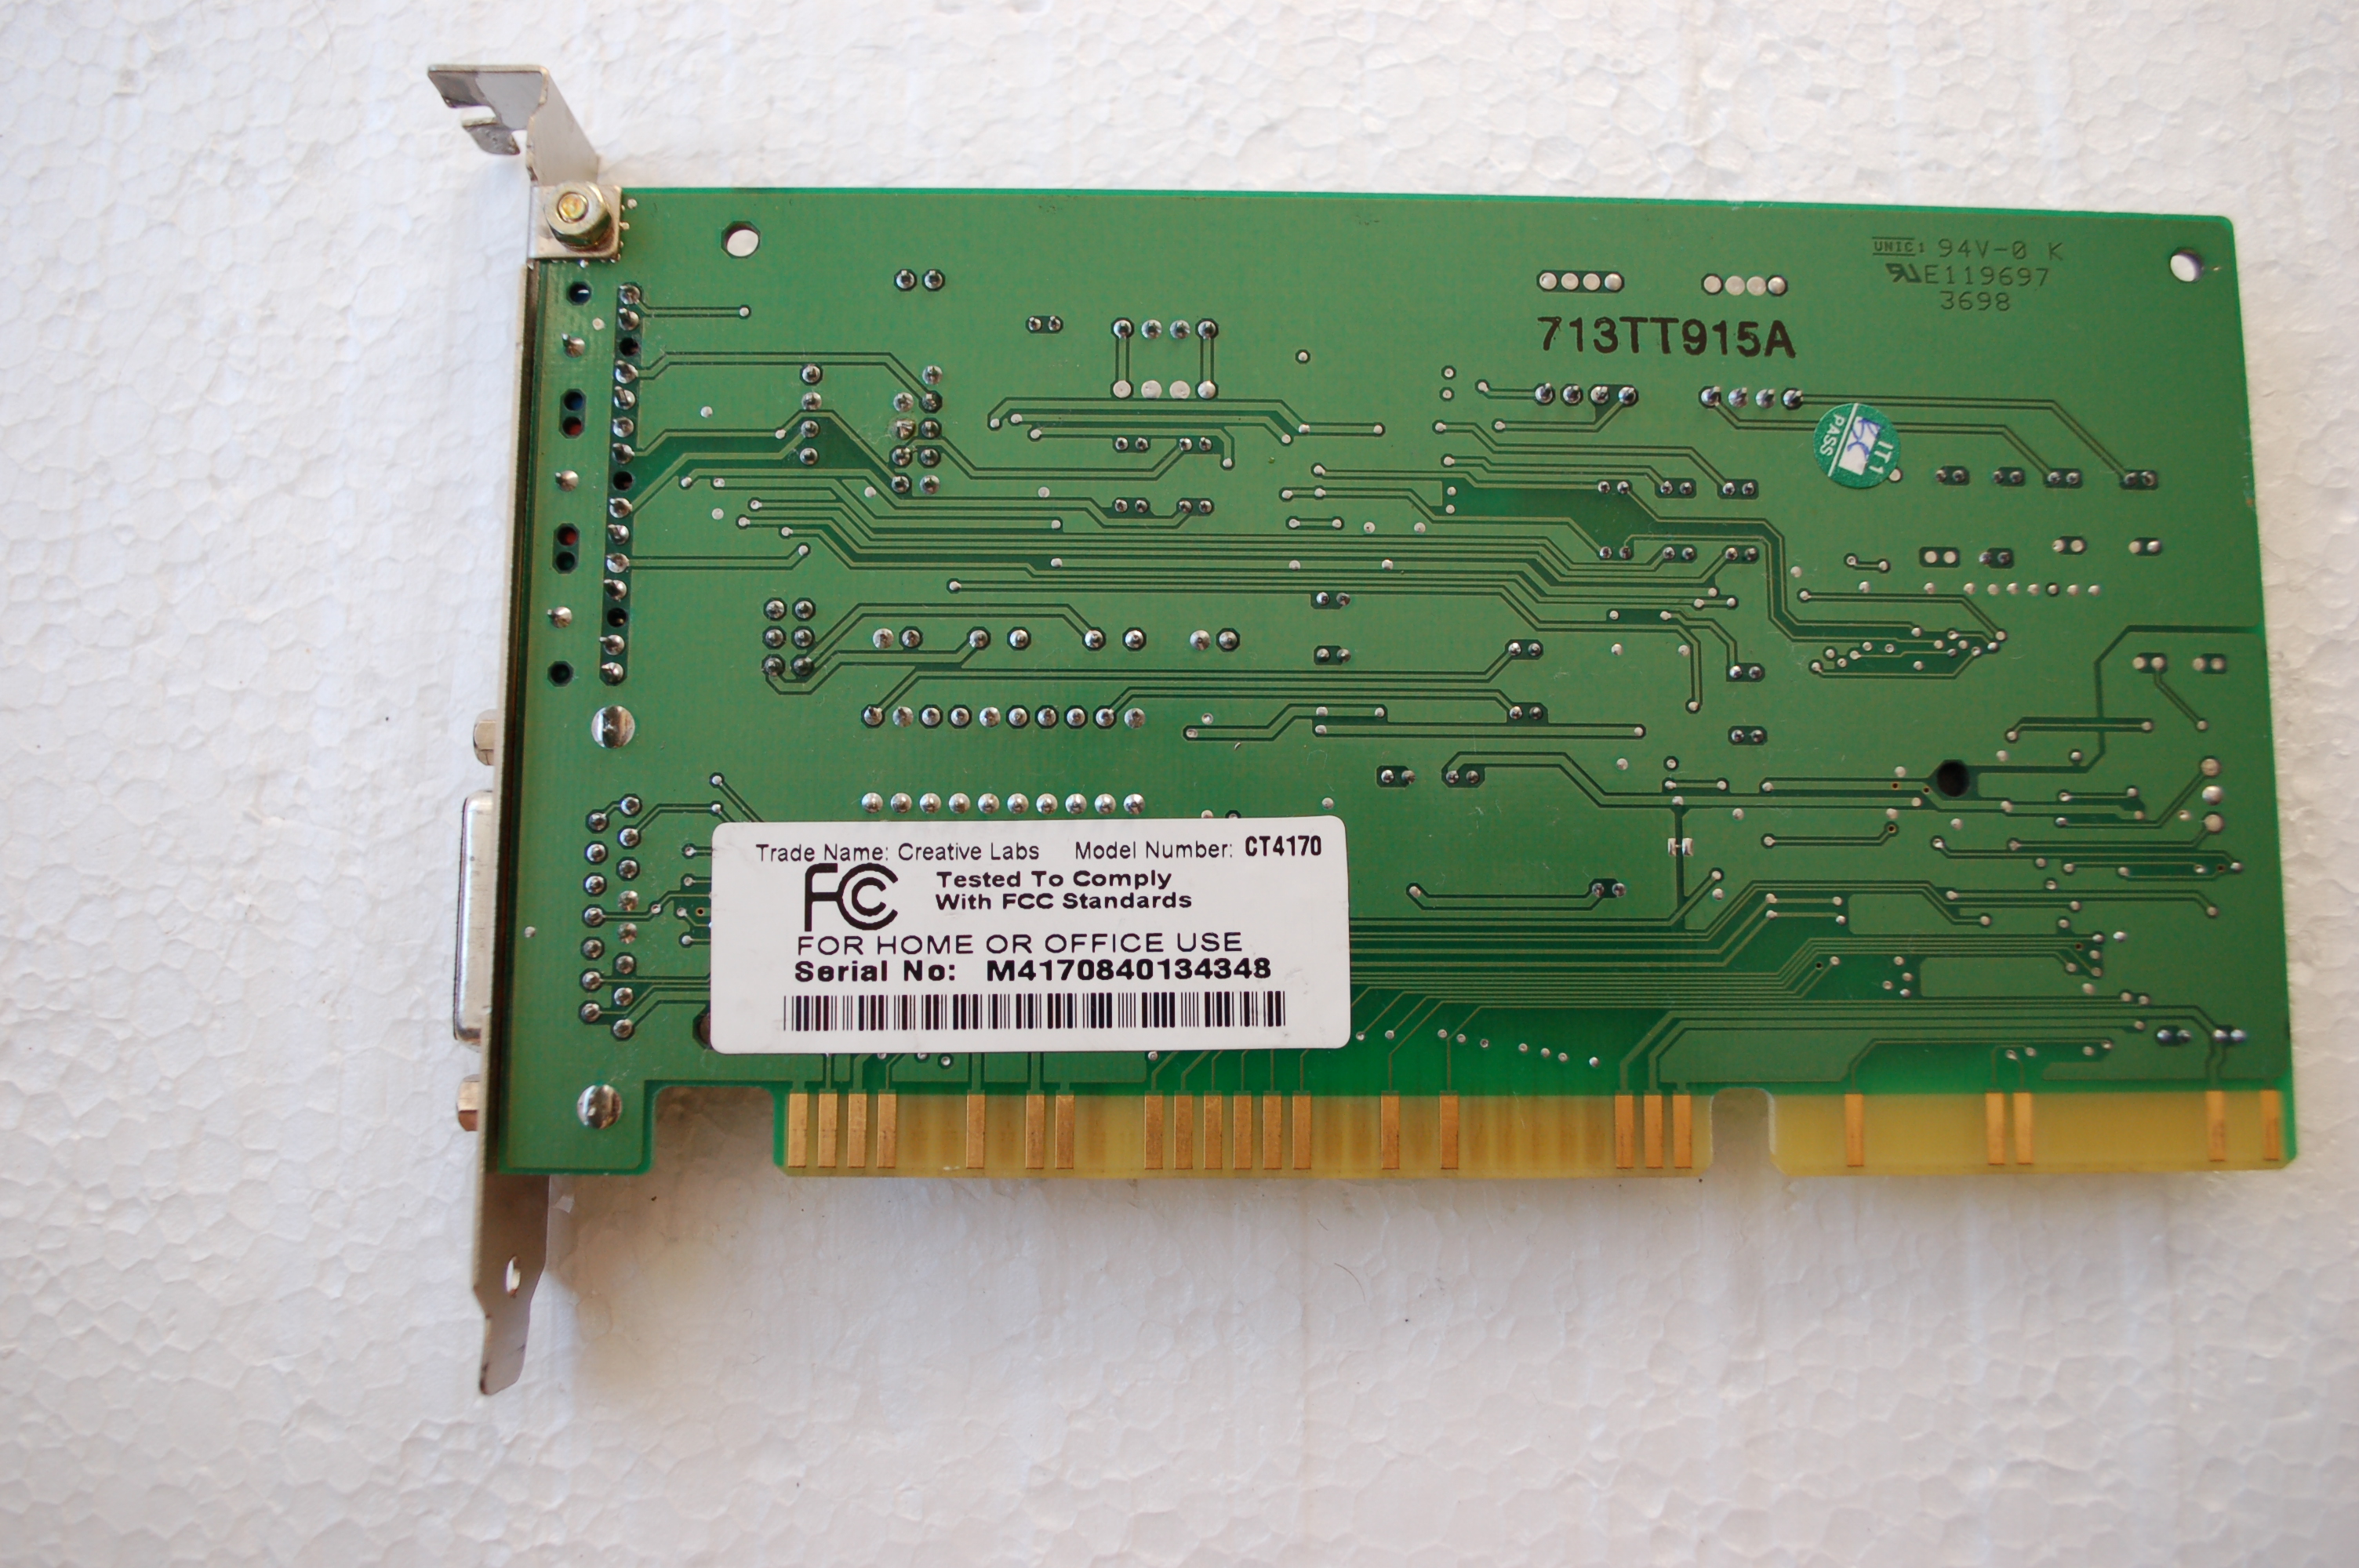 UNIC: 94V-0 K
E119697
3698
713TT915A
IT1
PASS
Trade Name: Creative Labs Model Number: CT4170
FC Tested To Comply
With FCC Standards
FOR HOME OR OFFICE USE
Serial No: M4170840134348